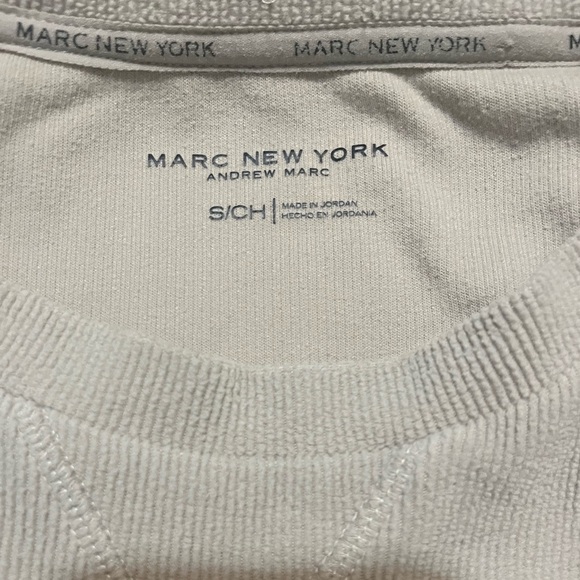 MARC NEW YORK MARC NEW YORK M
MARC NEW YORK
ANDREW MARC
S/CH MADE IN JORDAN
HECHO EN JORDANIA